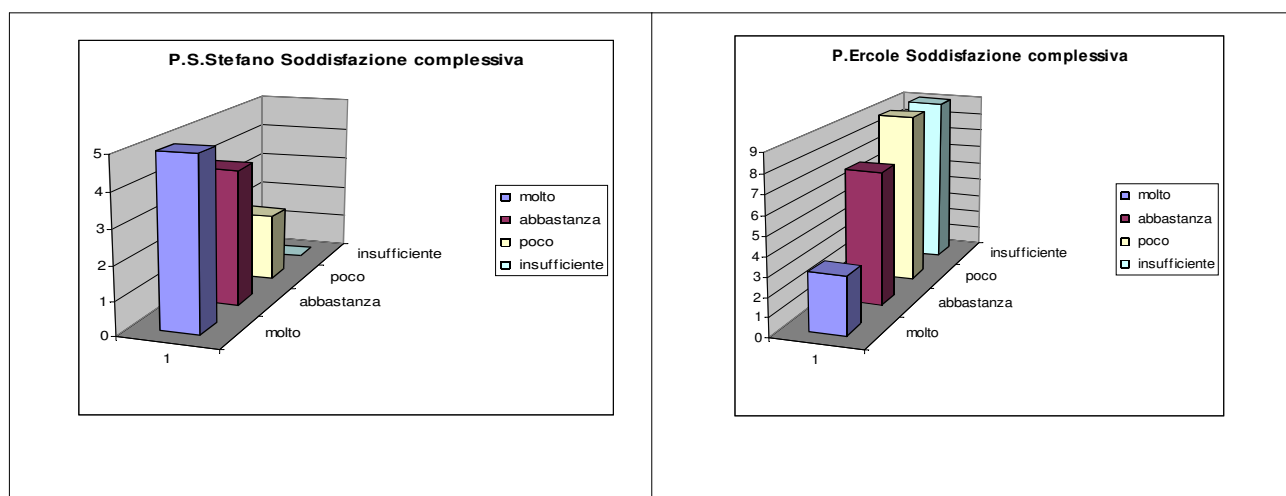 P.S.Stefano Soddisfazione complessiva
5
4
3
2
1
0
1
molto
abbastanza
poco
insufficiente
molto
abbastanza
poco
insufficiente
P.Ercole Soddisfazione complessiva
9
8
7
6
5
4
3
2
1
0
1
molto
abbastanza
poco
insufficiente
molto
abbastanza
poco
insufficiente